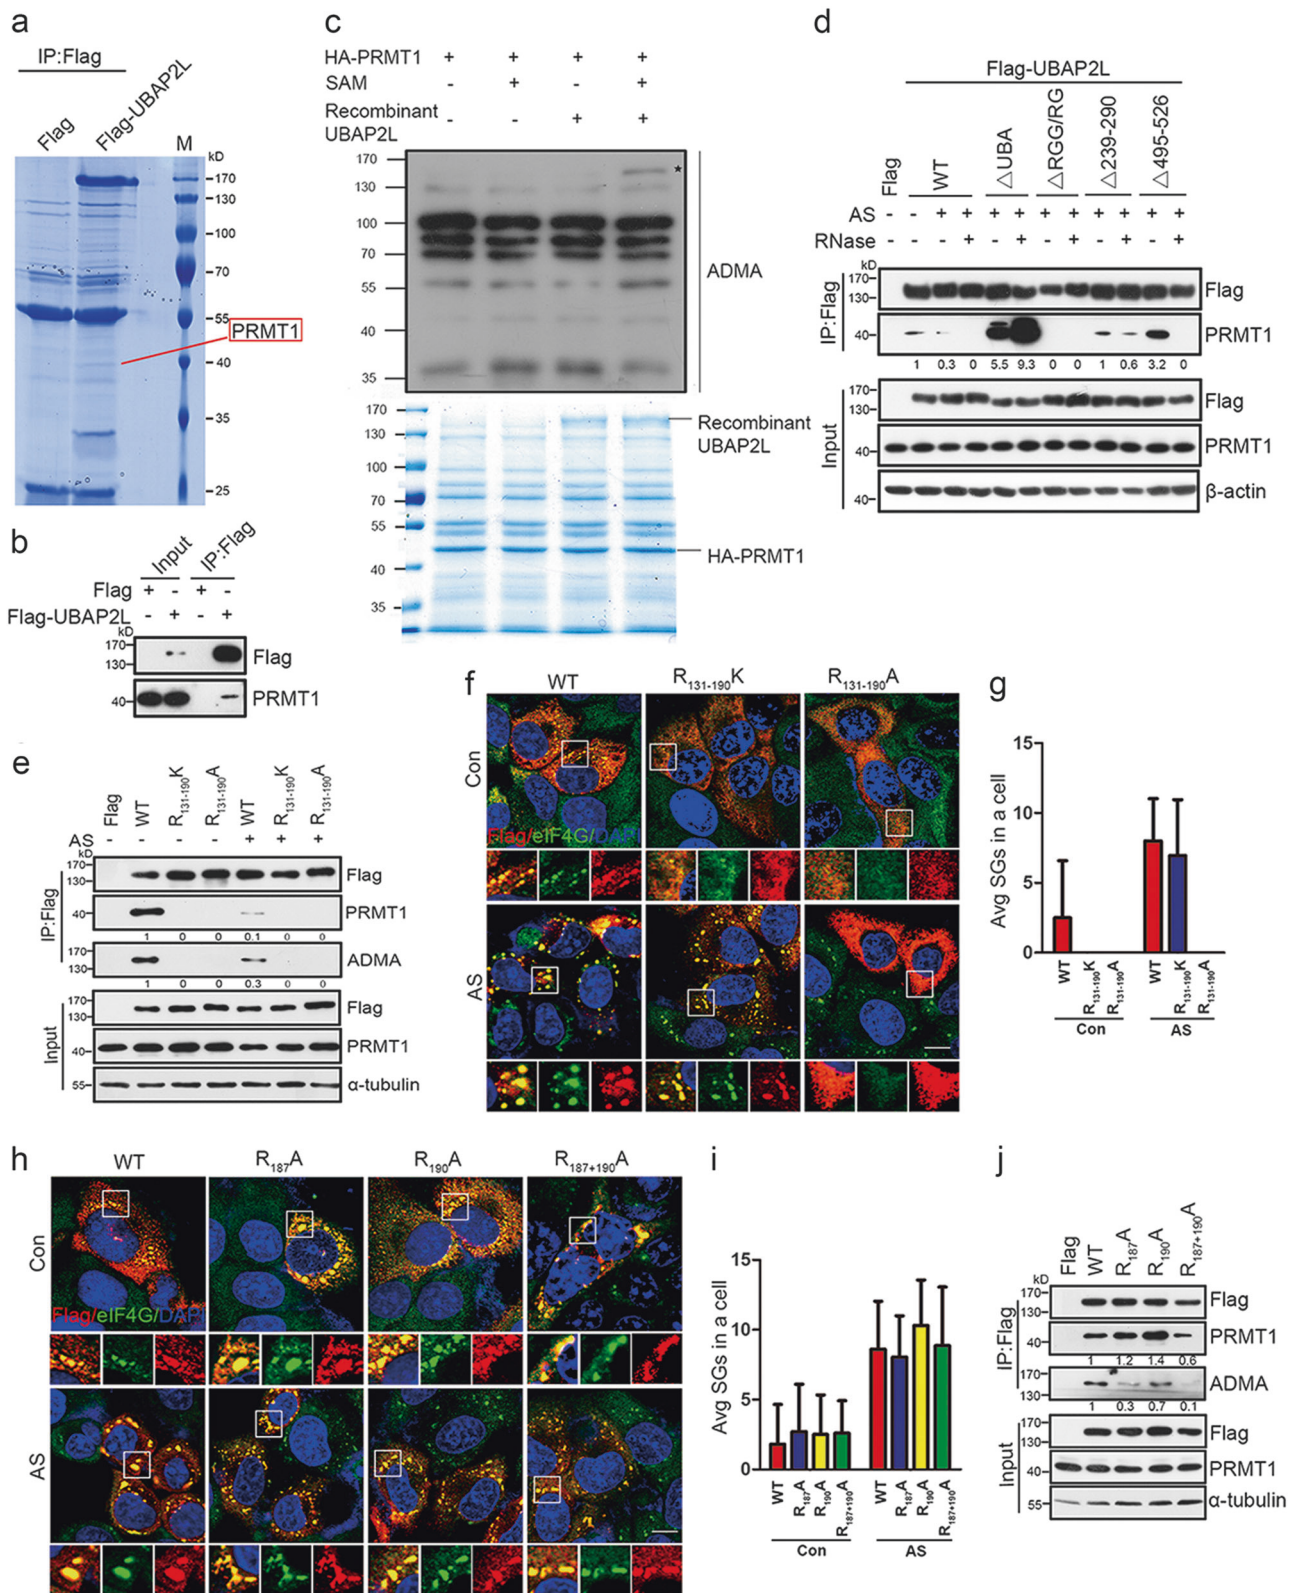 a
IP:Flag
Flag
Flag-UBAP2L
M
kD
170
130
100
70
55
PRMT1
40
35
25
b
Input
IP:Flag
Flag + - + -
Flag-UBAP2L - + - +
kD
170
130
Flag
40
PRMT1
c
HA-PRMT1 + + + +
SAM - + - +
Recombinant
UBAP2L - - + +
170
130
100
70
55
40
35
*
ADMA
170
130
100
70
55
40
35
Recombinant
UBAP2L
HA-PRMT1
d
Flag-UBAP2L
Flag
WT
△UBA
△RGG/RG
△239-290
△495-526
AS - - + + + + + + + + + +
RNase - - - + - + - + - + - +
kD
IP:Flag
170
130
Flag
PRMT1
1 0.3 0 5.5 9.3 0 0 1 0.6 3.2 0
Input
170
130
Flag
40
PRMT1
40
β-actin
e
Flag
WT
R131-190K
R131-190A
WT
R131-190K
R131-190A
AS - - - - + + +
kD
IP:Flag
170
130
Flag
40
PRMT1
1 0 0 0.1 0 0
170
130
ADMA
1 0 0 0.3 0 0
Input
170
130
Flag
40
PRMT1
55
α-tubulin
f
WT
R131-190K
R131-190A
Con
Flag/eIF4G/DAPI
AS
g
Avg SGs in a cell
15
10
5
0
WT
R131-190K
R131-190A
WT
R131-190K
R131-190A
Con
AS
h
WT
R187A
R190A
R187+190A
Con
Flag/eIF4G/DAPI
AS
i
Avg SGs in a cell
15
10
5
0
WT
R187A
R190A
R187+190A
WT
R187A
R190A
R187+190A
Con
AS
j
Flag
WT
R187A
R190A
R187+190A
kD
IP:Flag
170
130
Flag
40
PRMT1
1 1.2 1.4 0.6
170
130
ADMA
1 0.3 0.7 0.1
Input
170
130
Flag
40
PRMT1
55
α-tubulin